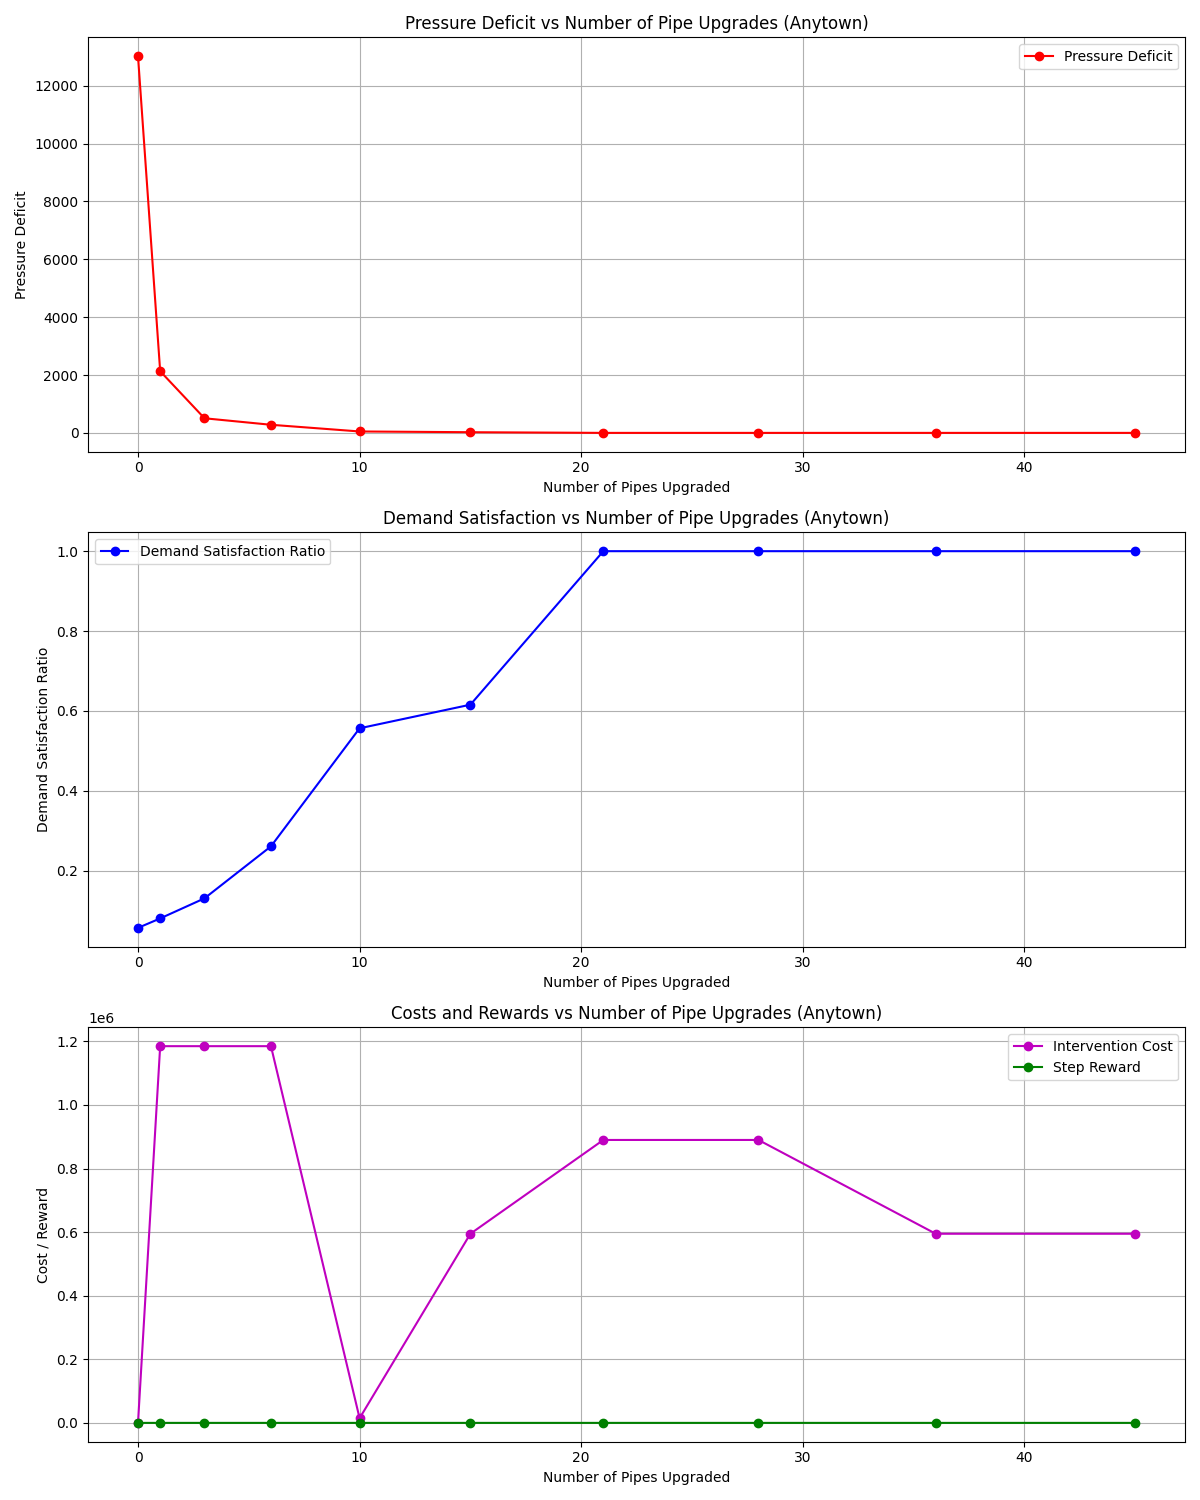 Pressure Deficit vs Number of Pipe Upgrades (Anytown)
Pressure Deficit
12000
10000
8000
6000
4000
2000
0
Pressure Deficit
0 10 20 30 40
Number of Pipes Upgraded
Demand Satisfaction vs Number of Pipe Upgrades (Anytown)
Demand Satisfaction Ratio
1.0
0.8
0.6
0.4
0.2
Demand Satisfaction Ratio
0 10 20 30 40
Number of Pipes Upgraded
Costs and Rewards vs Number of Pipe Upgrades (Anytown)
1e6
Intervention Cost
Step Reward
1.2
1.0
0.8
0.6
0.4
0.2
0.0
Cost / Reward
0 10 20 30 40
Number of Pipes Upgraded